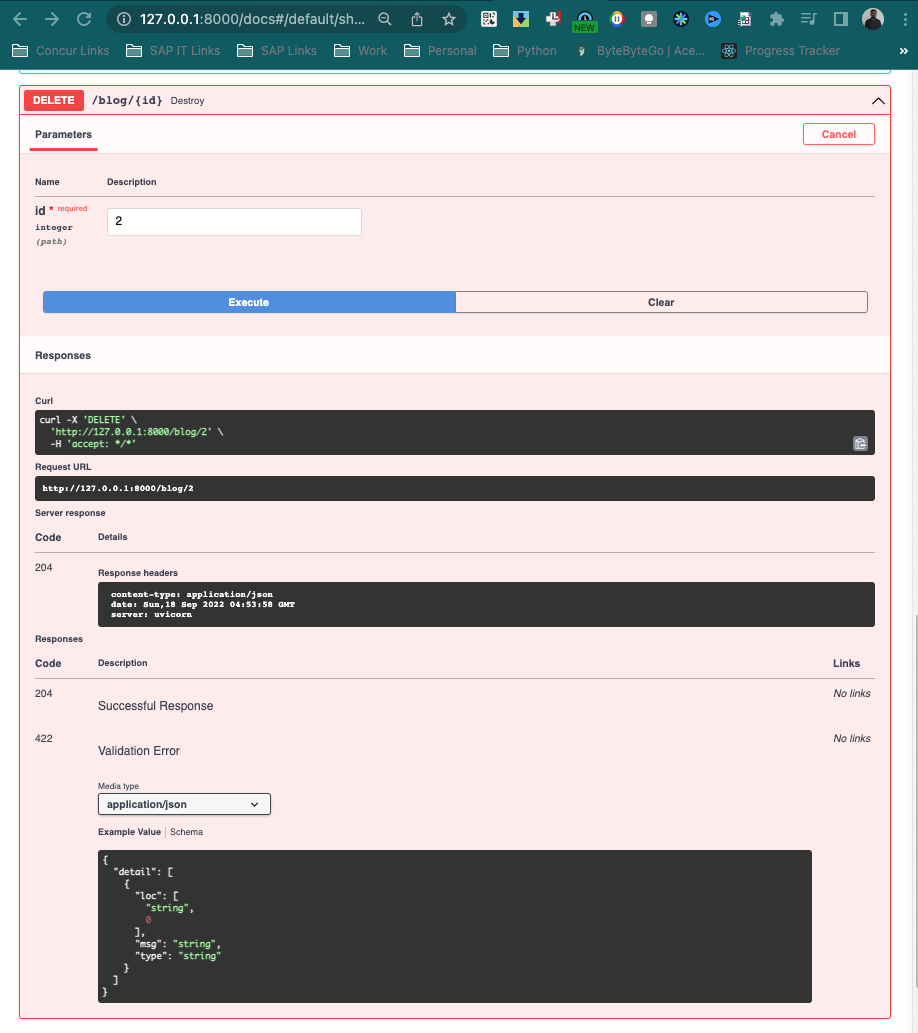 127.0.0.1:8000/docs#/default/sh...
NEW
Concur Links
SAP IT Links
SAP Links
Work
Personal
Python
ByteByteGo | Ace...
Progress Tracker
»
DELETE /blog/{id} Destroy
Parameters
Cancel
Name Description
id * required
integer
(path)
2
Execute
Clear
Responses
Curl
curl -X 'DELETE' \
'http://127.0.0.1:8000/blog/2' \
-H 'accept: */*'
Request URL
http://127.0.0.1:8000/blog/2
Server response
Code Details
204
Response headers
content-type: application/json
date: Sun,18 Sep 2022 04:53:58 GMT
server: uvicorn
Responses
Code Description Links
204 No links
Successful Response
422 No links
Validation Error
Media type
application/json
Example Value | Schema
{
"detail": [
{
"loc": [
"string",
0
],
"msg": "string",
"type": "string"
}
]
}